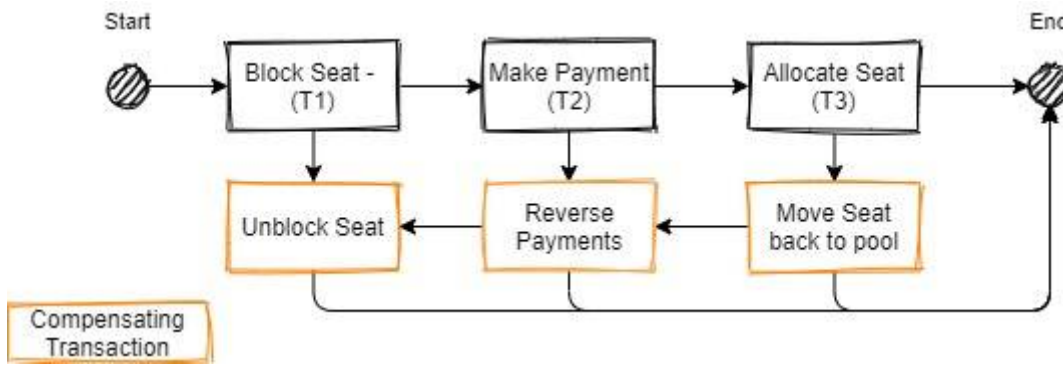 Start
End
Block Seat -
(T1)
Make Payment
(T2)
Allocate Seat
(T3)
Unblock Seat
Reverse
Payments
Move Seat
back to pool
Compensating
Transaction